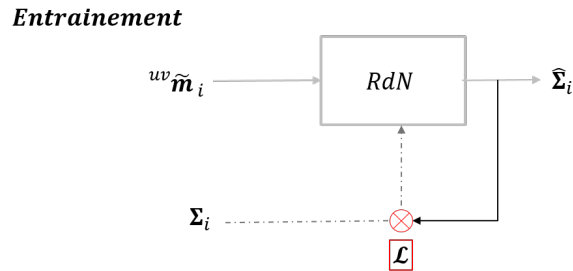 Entrainement
ᵘᵛm̃ᵢ
RdN
Σ̂ᵢ
Σᵢ
ℒ